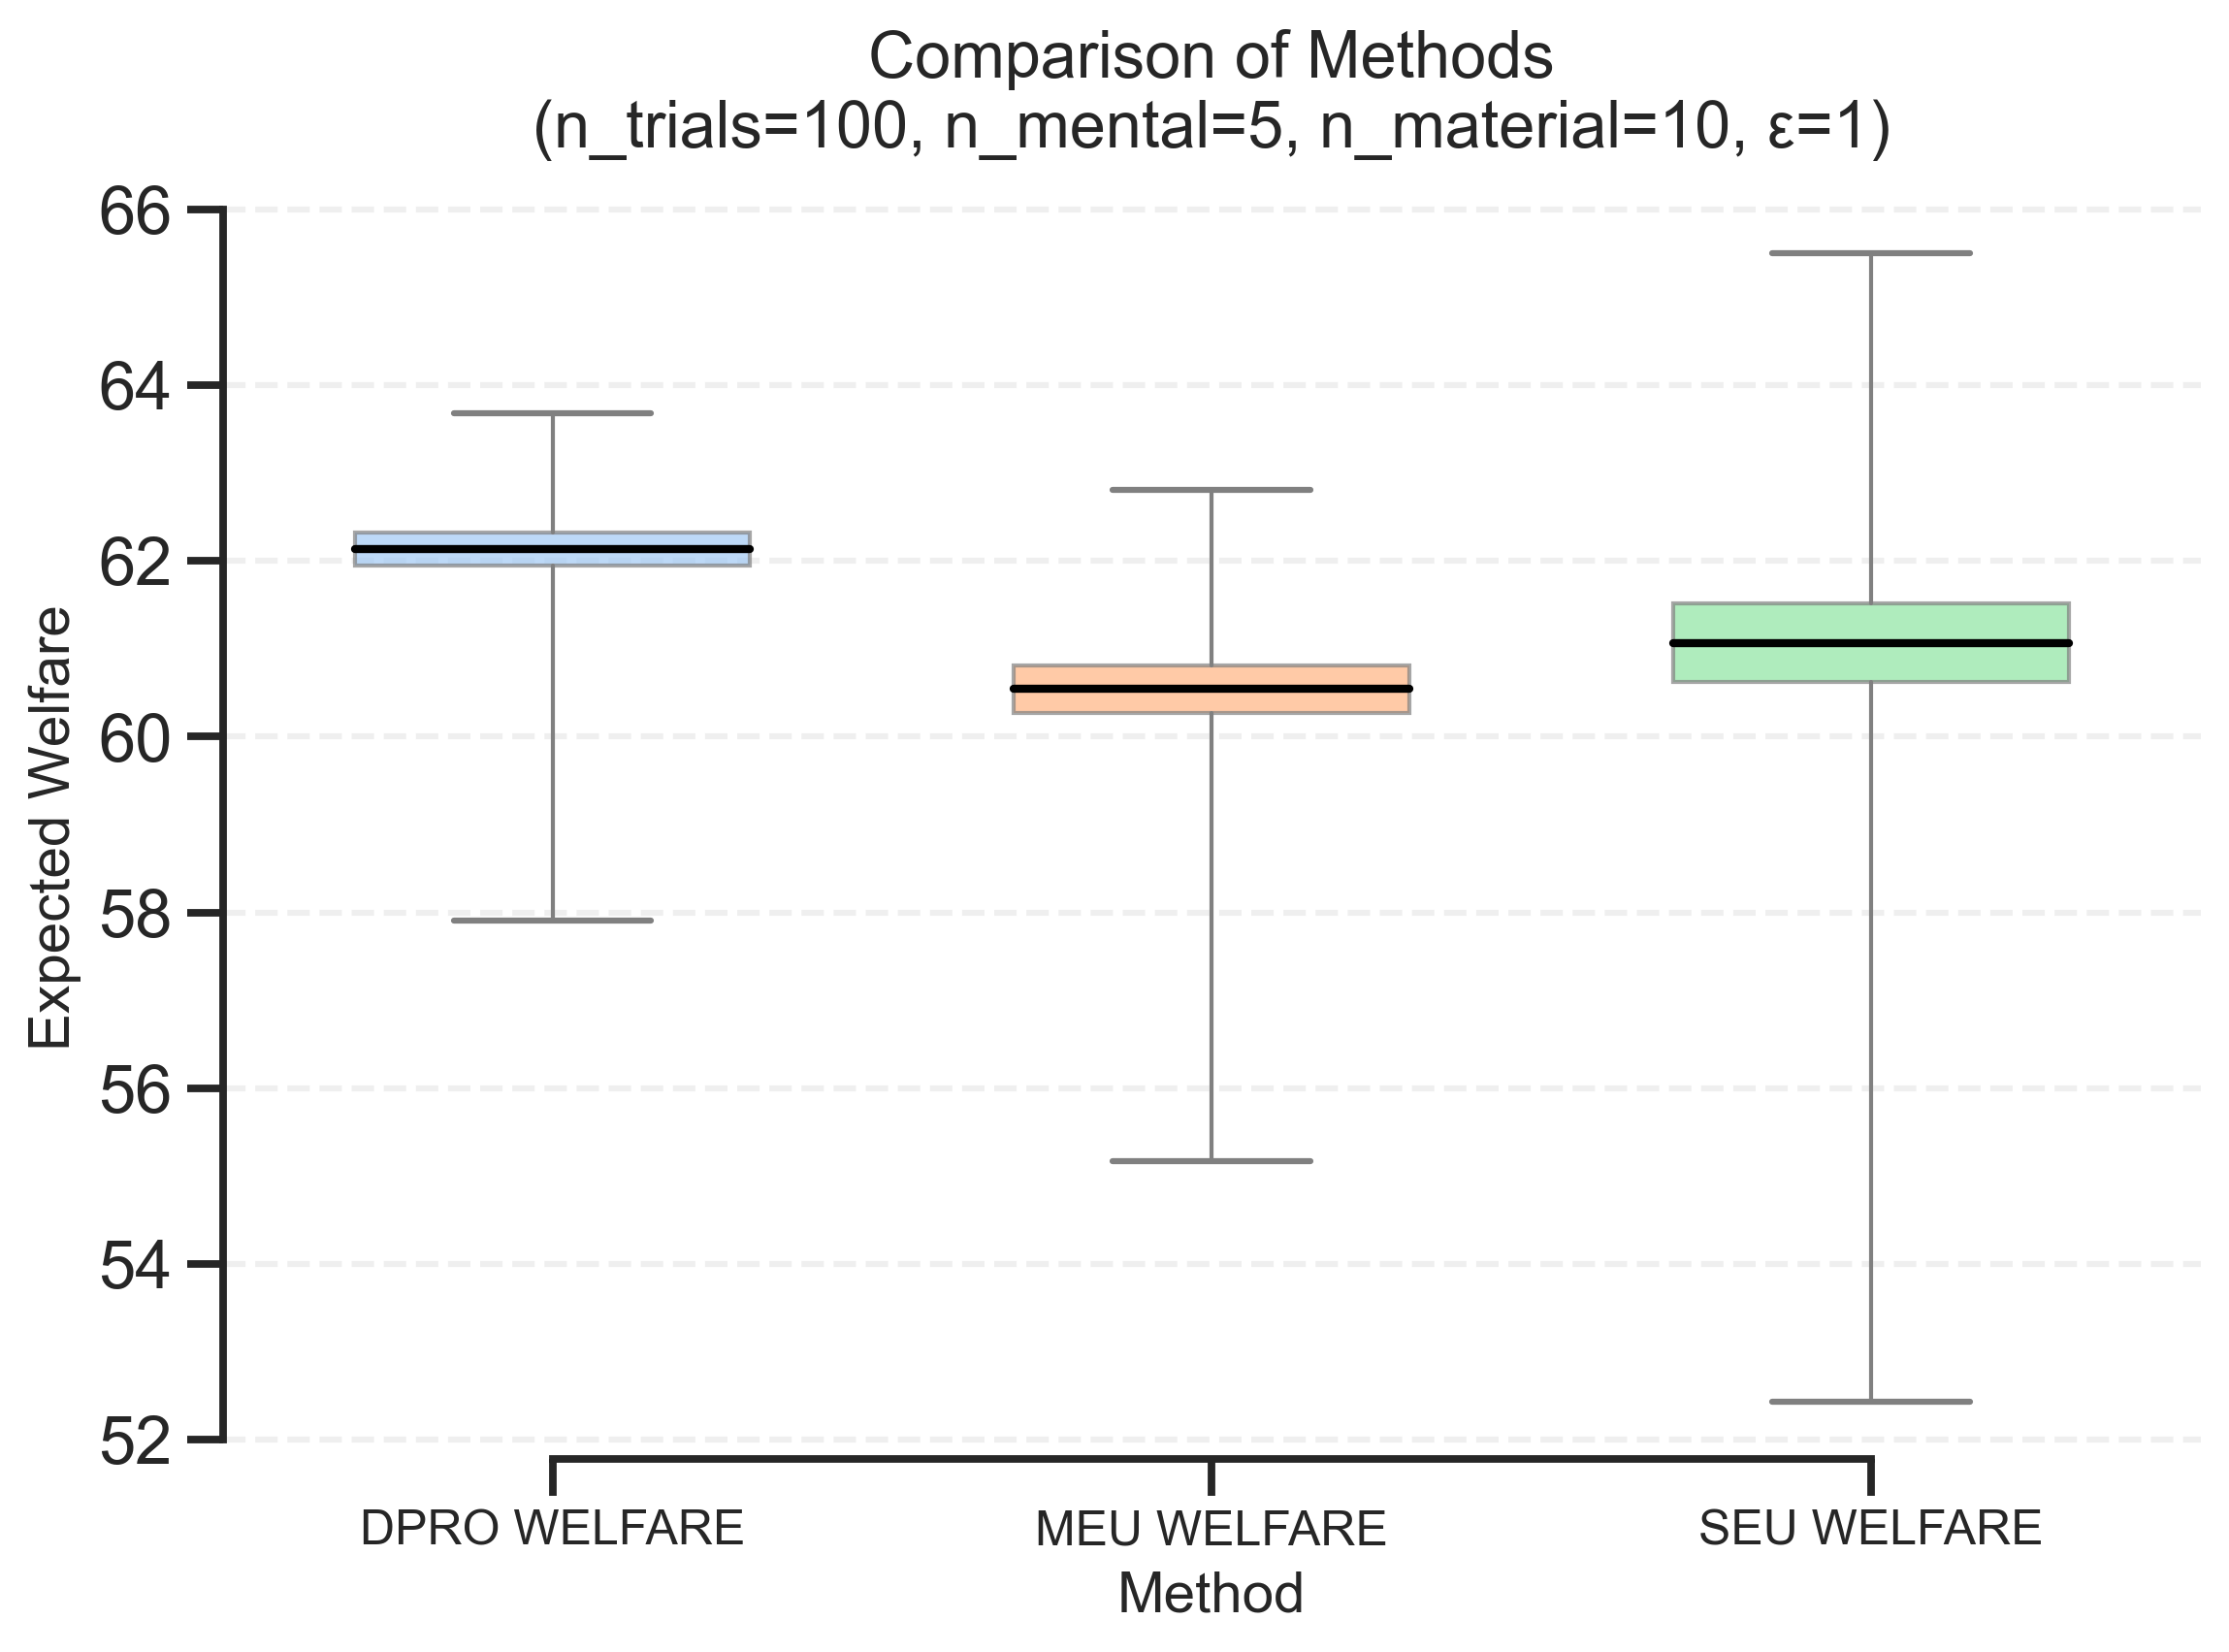 Comparison of Methods
(n_trials=100, n_mental=5, n_material=10, ε=1)
66
64
62
60
58
56
54
52
Expected Welfare
DPRO WELFARE
MEU WELFARE
SEU WELFARE
Method